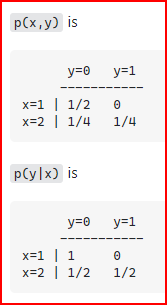 p(x,y) is
y=0 y=1
-----------
x=1 | 1/2 0
x=2 | 1/4 1/4
p(y|x) is
y=0 y=1
-----------
x=1 | 1 0
x=2 | 1/2 1/2